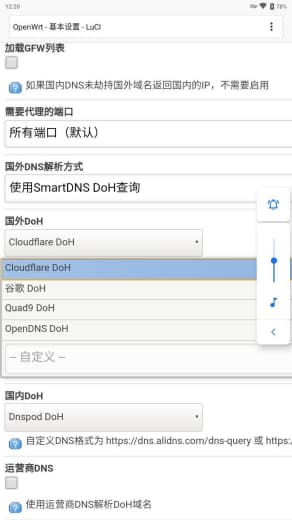 12:20
78%
OpenWrt - 基本设置 - LuCI
加载GFW列表
如果国内DNS未劫持国外域名返回国内的IP，不需要启用
需要代理的端口
所有端口（默认）
国外DNS解析方式
使用SmartDNS DoH查询
国外DoH
Cloudflare DoH
Cloudflare DoH
谷歌 DoH
Quad9 DoH
OpenDNS DoH
-- 自定义 --
国内DoH
Dnspod DoH
自定义DNS格式为 https://dns.alidns.com/dns-query 或 https:/
运营商DNS
使用运营商DNS解析DoH域名